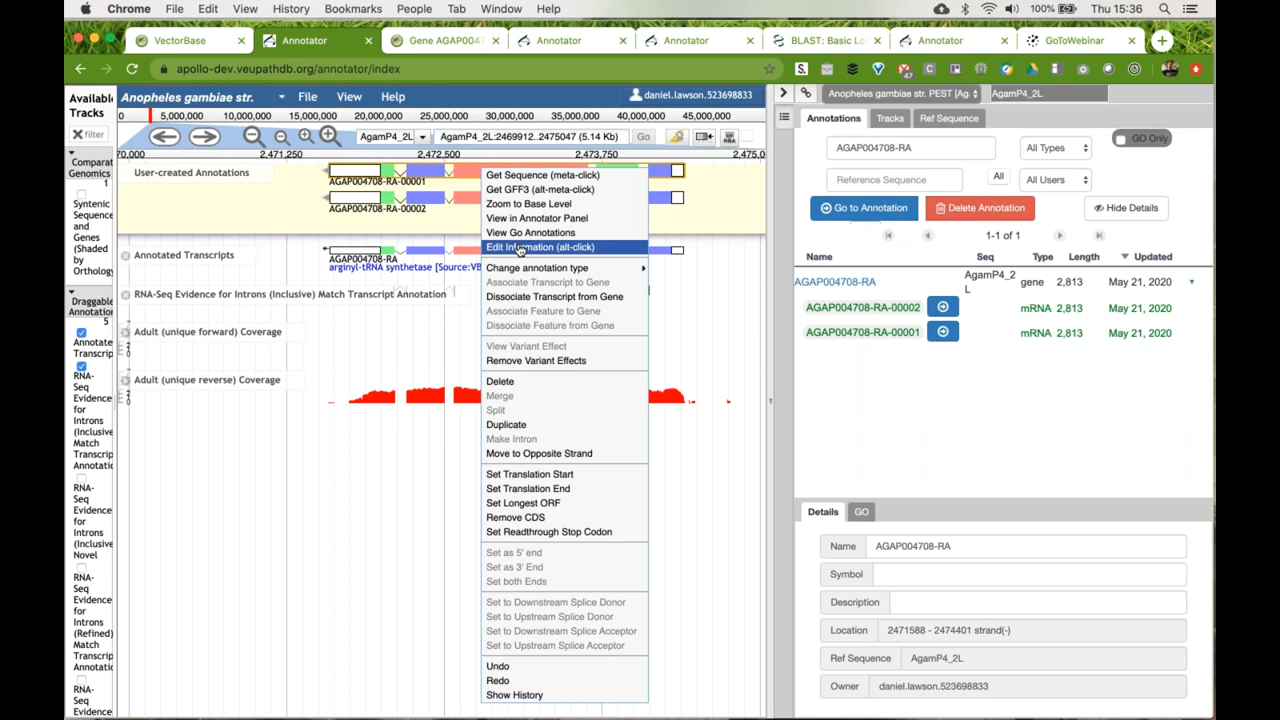 Chrome File Edit View History Bookmarks People Tab Window Help 100% Thu 15:36
VectorBase × Annotator × Gene AGAP0047 × Annotator × Annotator × BLAST: Basic Lo × Annotator × GoToWebinar × +
apollo-dev.veupathdb.org/annotator/index
Available Tracks
filter
Comparat
Genomics
1
Syntenic
Sequence
and
Genes
(Shaded
by
Ortholog
Draggable
Annotation
5
Annotate
Transcrip
RNA-
Seq
Evidence
for
Introns
(Inclusive
Match
Transcrip
Annotatio
RNA-
Seq
Evidence
for
Introns
(Inclusive
Novel
RNA-
Seq
Evidence
for
Introns
(Refined)
Match
Transcrip
Annotatio
RNA-
Seq
Anopheles gambiae str. File View Help daniel.lawson.523698833
0 5,000,000 10,000,000 15,000,000 20,000,000 25,000,000 30,000,000 35,000,000 40,000,000 45,000,000
AgamP4_2L AgamP4_2L:2469912..2475047 (5.14 Kb) Go
70,000 2,471,250 2,472,500 2,473,750 2,475,0
User-created Annotations
AGAP004708-RA-00001
AGAP004708-RA-00002
Annotated Transcripts
AGAP004708-RA
arginyl-tRNA synthetase [Source:VB
RNA-Seq Evidence for Introns (Inclusive) Match Transcript Annotation
Adult (unique forward) Coverage
Adult (unique reverse) Coverage
Get Sequence (meta-click)
Get GFF3 (alt-meta-click)
Zoom to Base Level
View in Annotator Panel
View Go Annotations
Edit Information (alt-click)
Change annotation type
Associate Transcript to Gene
Dissociate Transcript from Gene
Associate Feature to Gene
Dissociate Feature from Gene
View Variant Effect
Remove Variant Effects
Delete
Merge
Split
Duplicate
Make Intron
Move to Opposite Strand
Set Translation Start
Set Translation End
Set Longest ORF
Remove CDS
Set Readthrough Stop Codon
Set as 5' end
Set as 3' End
Set both Ends
Set to Downstream Splice Donor
Set to Upstream Splice Donor
Set to Downstream Splice Acceptor
Set to Upstream Splice Acceptor
Undo
Redo
Show History
Anopheles gambiae str. PEST [Ag AgamP4_2L
Annotations Tracks Ref Sequence
GO Only
AGAP004708-RA All Types
Reference Sequence All All Users
Go to Annotation Delete Annotation Hide Details
1-1 of 1
Name Seq Type Length Updated
AGAP004708-RA AgamP4_2L gene 2,813 May 21, 2020
AGAP004708-RA-00002 mRNA 2,813 May 21, 2020
AGAP004708-RA-00001 mRNA 2,813 May 21, 2020
Details GO
Name AGAP004708-RA
Symbol
Description
Location 2471588 - 2474401 strand(-)
Ref Sequence AgamP4_2L
Owner daniel.lawson.523698833